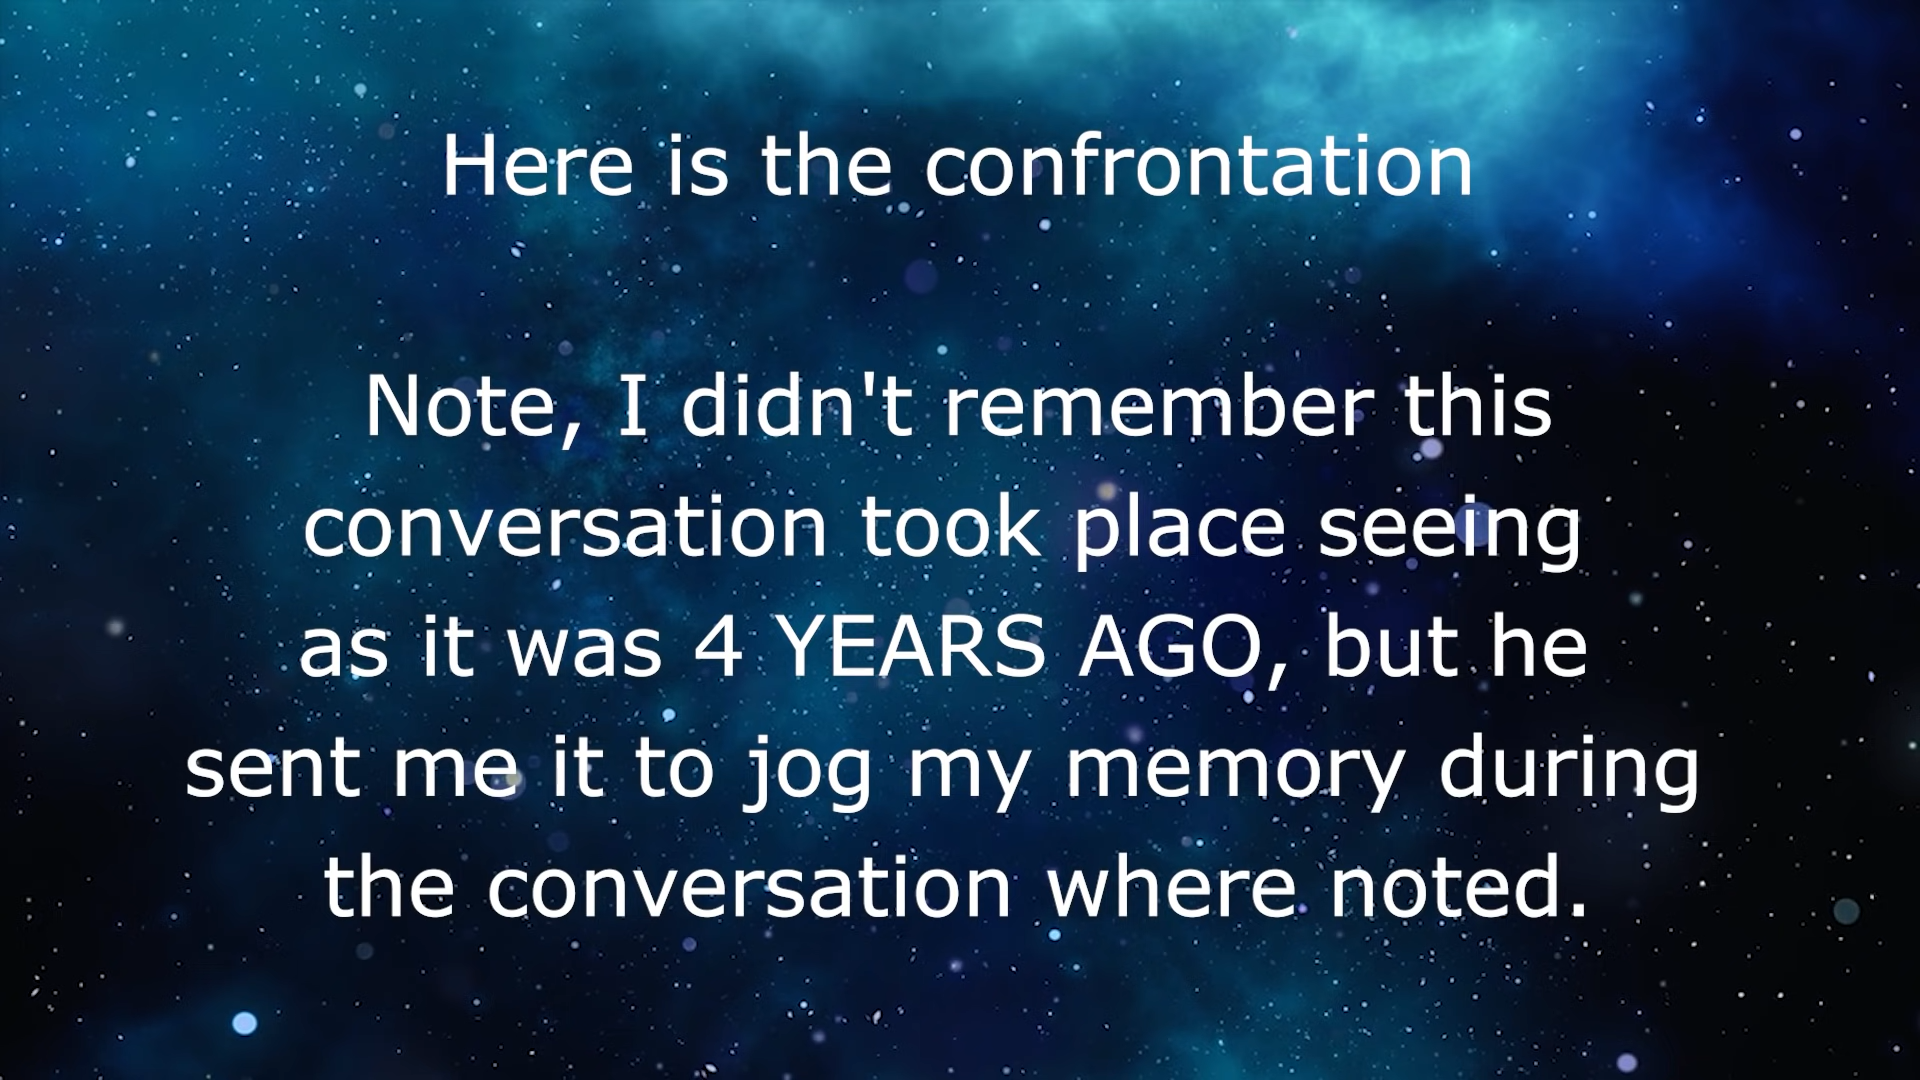 Here is the confrontation
Note, I didn't remember this
conversation took place seeing
as it was 4 YEARS AGO, but he
sent me it to jog my memory during
the conversation where noted.